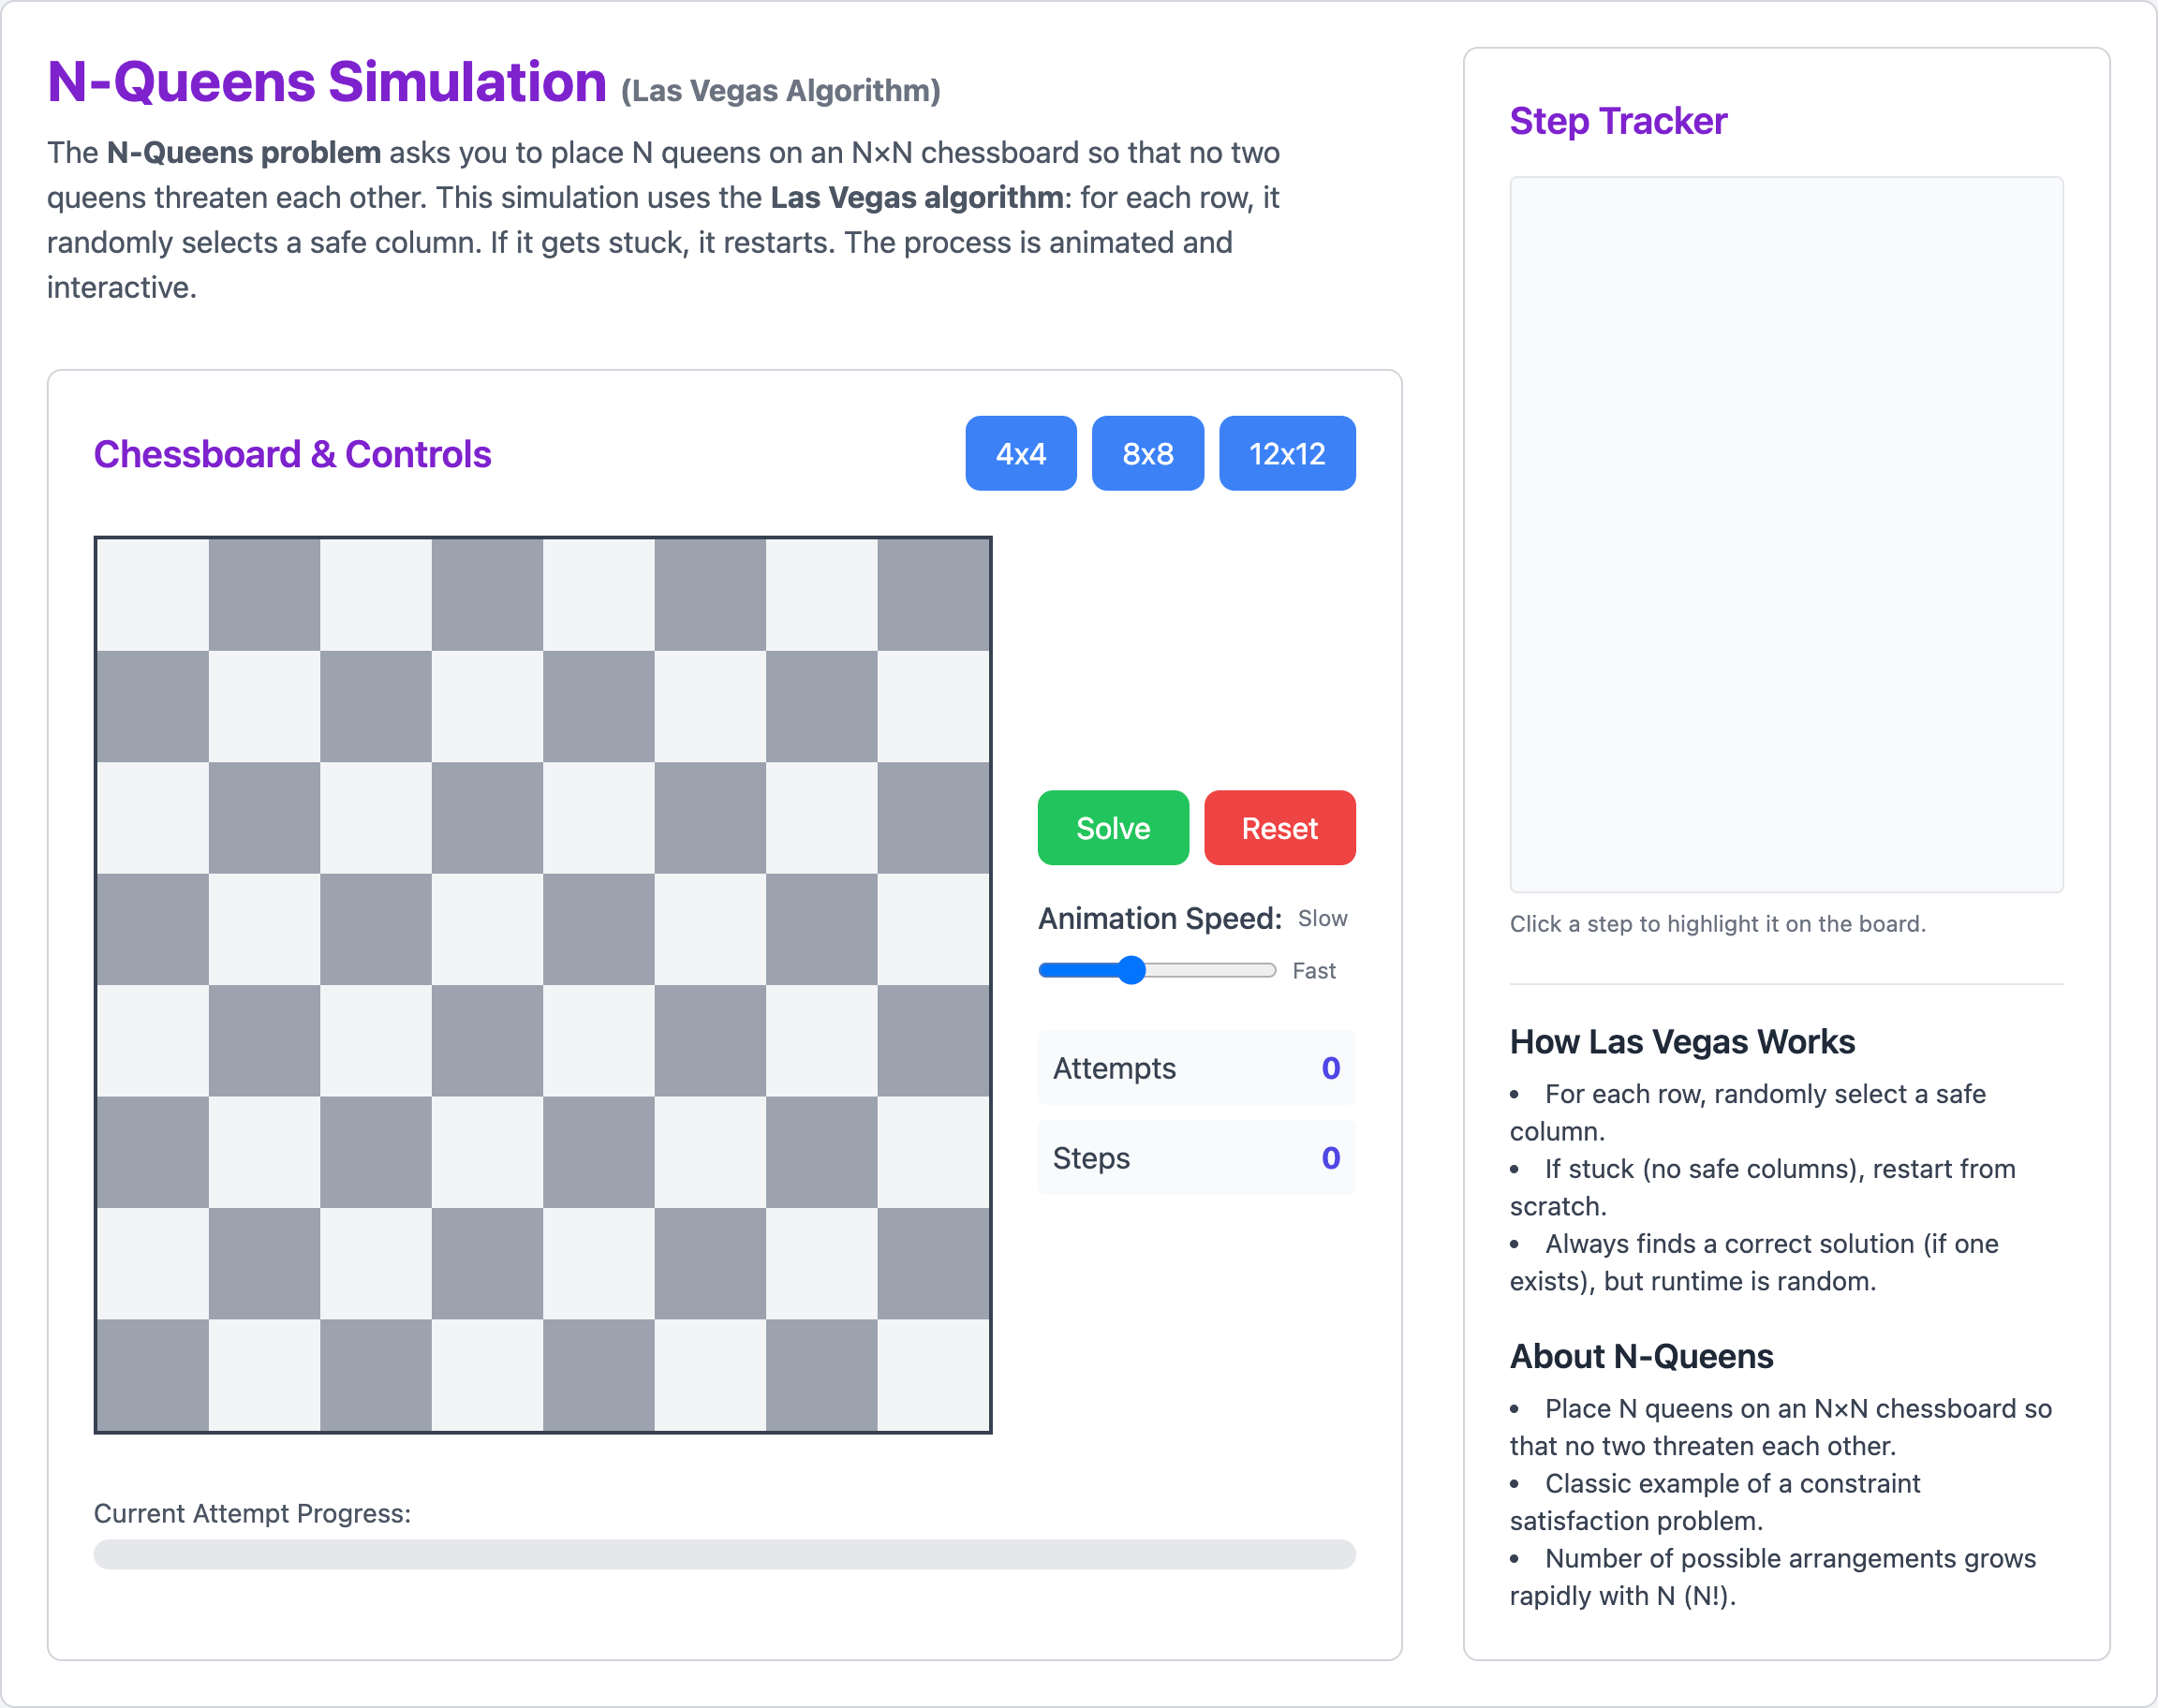 N-Queens Simulation (Las Vegas Algorithm)
The N-Queens problem asks you to place N queens on an N×N chessboard so that no two
queens threaten each other. This simulation uses the Las Vegas algorithm: for each row, it
randomly selects a safe column. If it gets stuck, it restarts. The process is animated and
interactive.
Chessboard & Controls
4x4
8x8
12x12
Solve
Reset
Animation Speed: Slow
Fast
Attempts 0
Steps 0
Current Attempt Progress:
Step Tracker
Click a step to highlight it on the board.
How Las Vegas Works
• For each row, randomly select a safe
column.
• If stuck (no safe columns), restart from
scratch.
• Always finds a correct solution (if one
exists), but runtime is random.
About N-Queens
• Place N queens on an N×N chessboard so
that no two threaten each other.
• Classic example of a constraint
satisfaction problem.
• Number of possible arrangements grows
rapidly with N (N!).